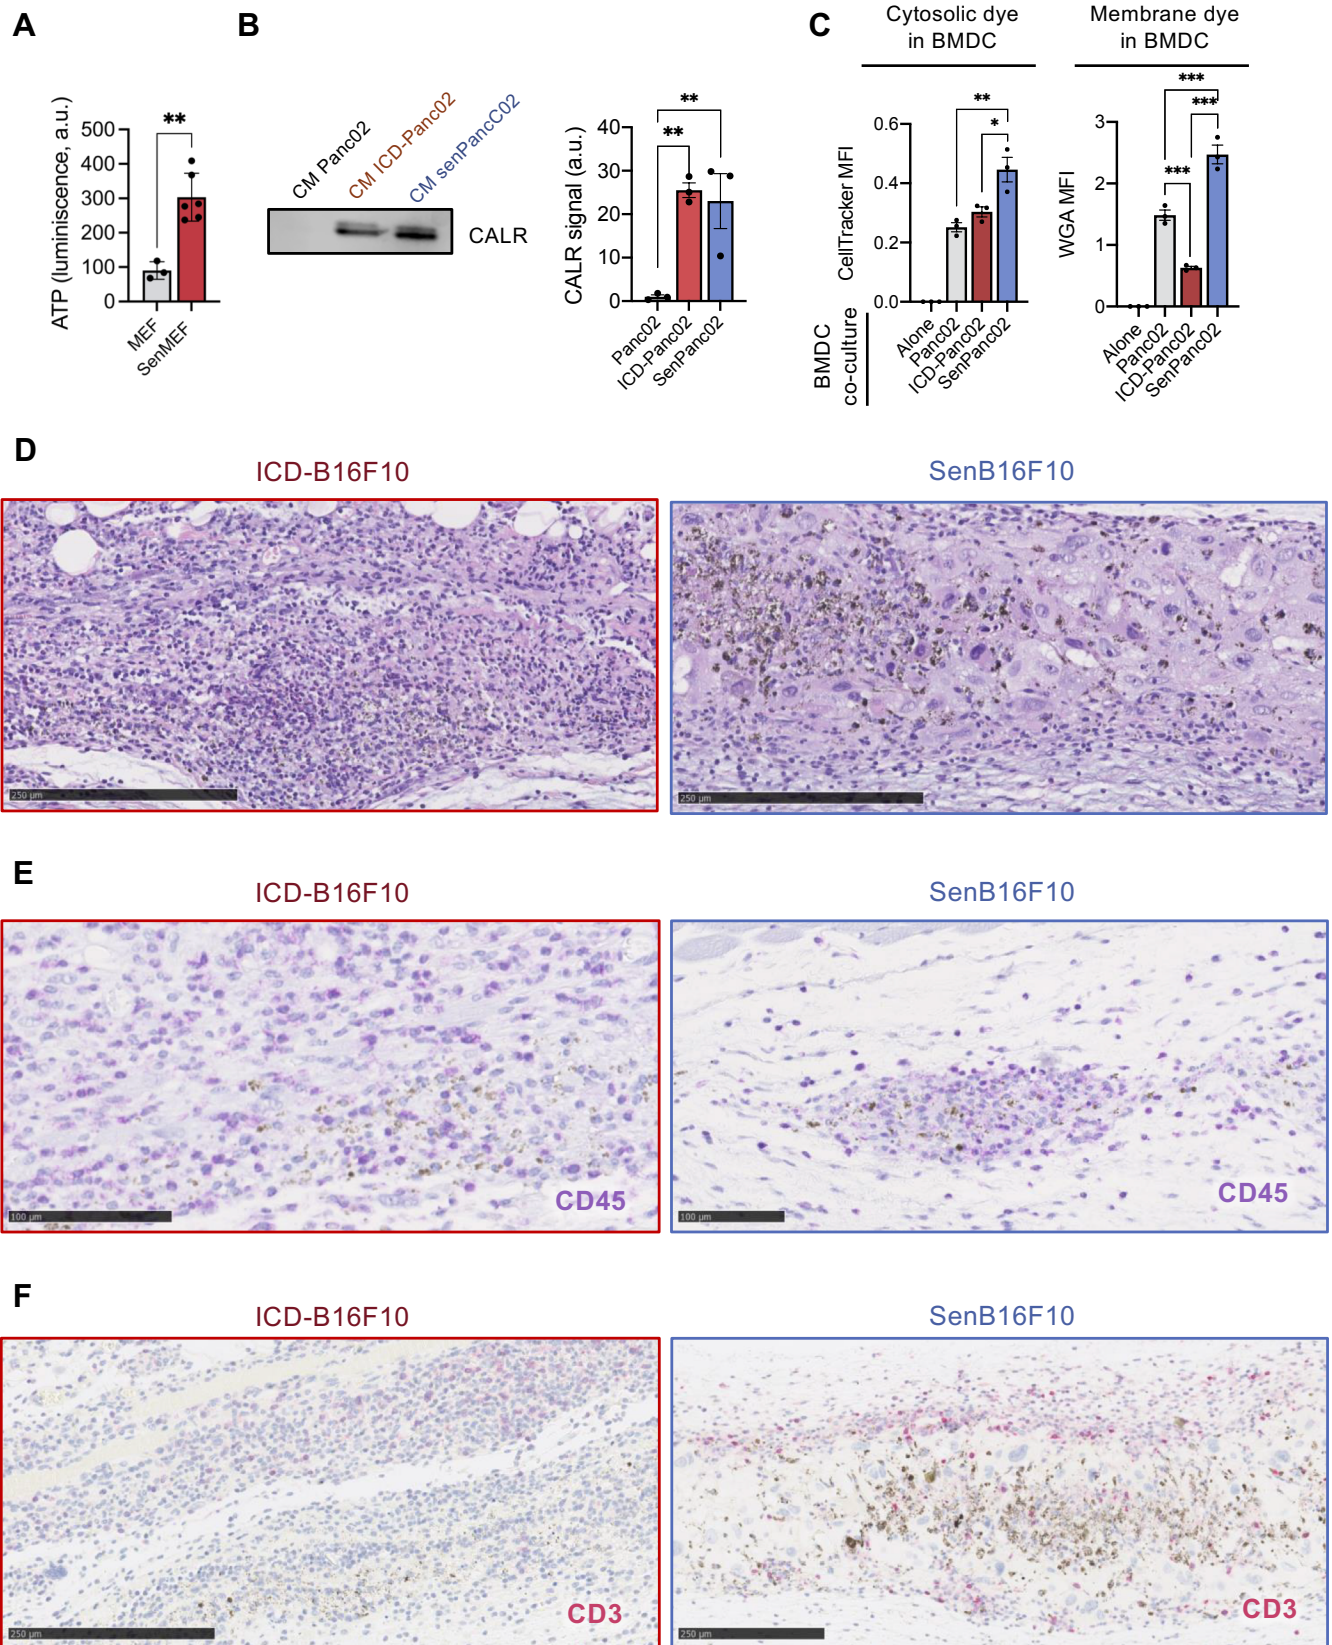 A
ATP (luminiscence, a.u.)
500
400
300
200
100
0
**
MEF
SenMEF
B
CM Panc02
CM ICD-Panc02
CM senPancC02
CALR
CALR signal (a.u.)
40
30
20
10
0
**
**
Panc02
ICD-Panc02
SenPanc02
C
Cytosolic dye
in BMDC
CellTracker MFI
0.6
0.4
0.2
0.0
**
*
BMDC
co-culture
Alone
Panc02
ICD-Panc02
SenPanc02
Membrane dye
in BMDC
WGA MFI
3
2
1
0
***
***
***
Alone
Panc02
ICD-Panc02
SenPanc02
D
ICD-B16F10
SenB16F10
250 µm
250 µm
E
ICD-B16F10
SenB16F10
CD45
CD45
100 µm
100 µm
F
ICD-B16F10
SenB16F10
CD3
CD3
250 µm
250 µm